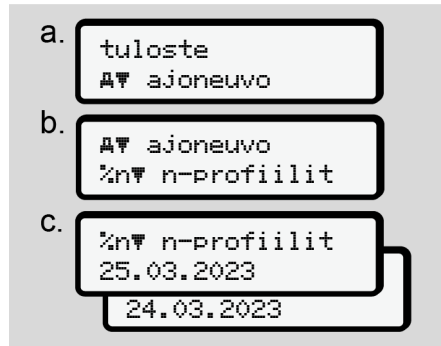 a.
tuloste
🚚︎▼ ajoneuvo
b.
🚚︎▼ ajoneuvo
%n▼ n-profiilit
c.
%n▼ n-profiilit
25.03.2023
24.03.2023